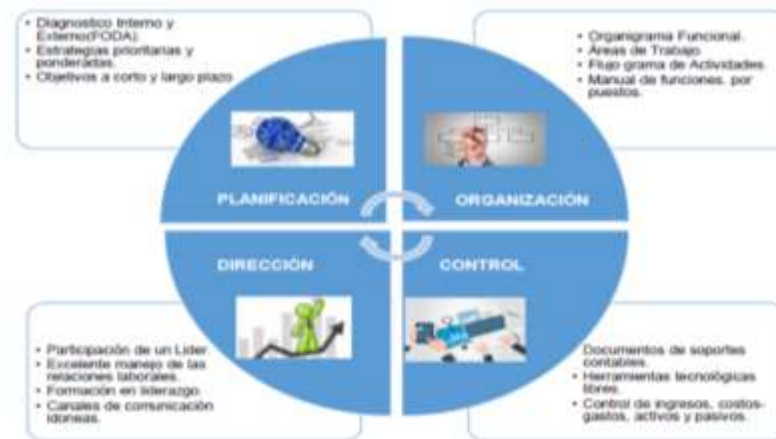 • Diagnostico Interno y
Externo(FODA).
• Estrategias prioritarias y
ponderadas.
• Objetivos a corto y largo plazo
• Organigrama Funcional.
• Áreas de Trabajo
• Flujo grama de Actividades
• Manual de funciones. por
puestos.
PLANIFICACIÓN
ORGANIZACIÓN
DIRECCIÓN
CONTROL
• Participación de un Lider.
• Excelente manejo de las
relaciones laborales.
• Formación en liderazgo
• Canales de comunicación
idoneas.
Documentos de soportes
contables.
• Herramientas tecnológicas
libres.
• Control de ingresos, costos-
gastos, activos y pasivos.